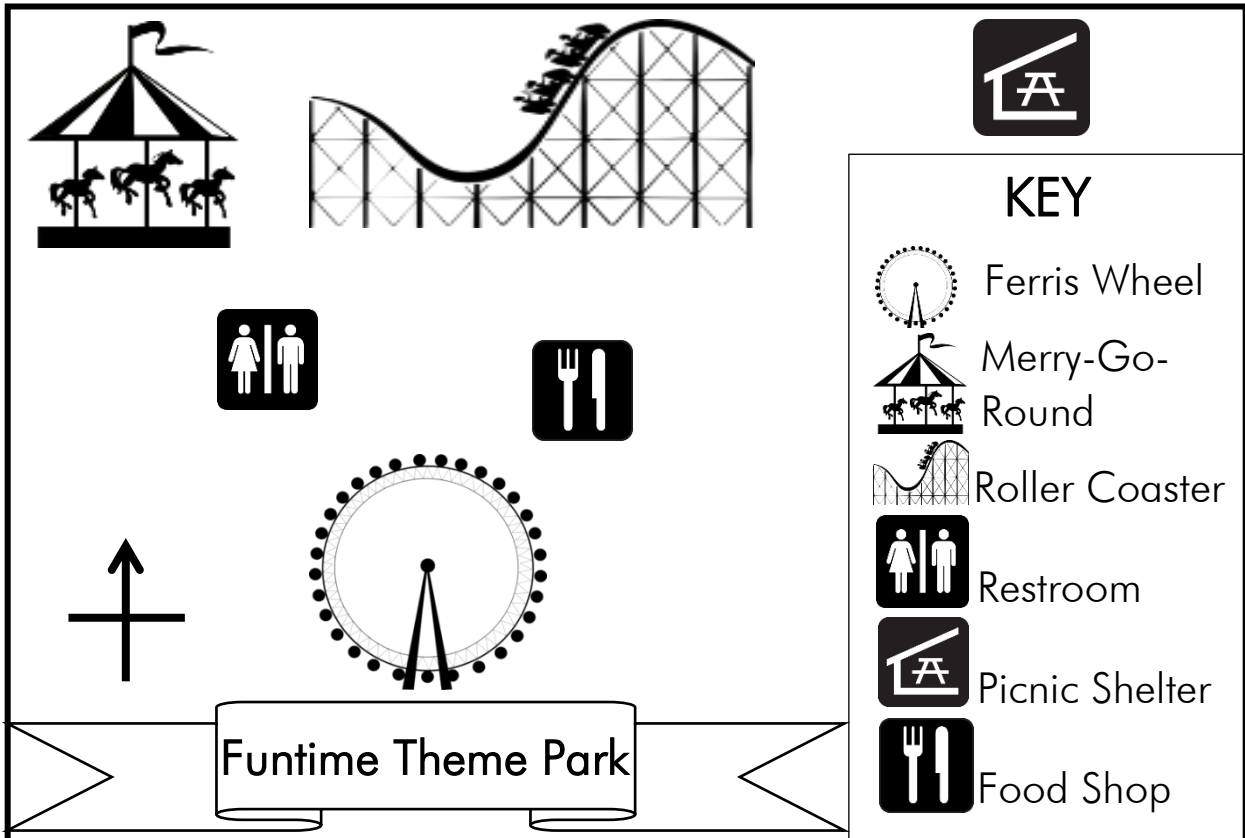 KEY
Ferris Wheel
Merry-Go-
Round
Roller Coaster
Restroom
Picnic Shelter
Food Shop
Funtime Theme Park